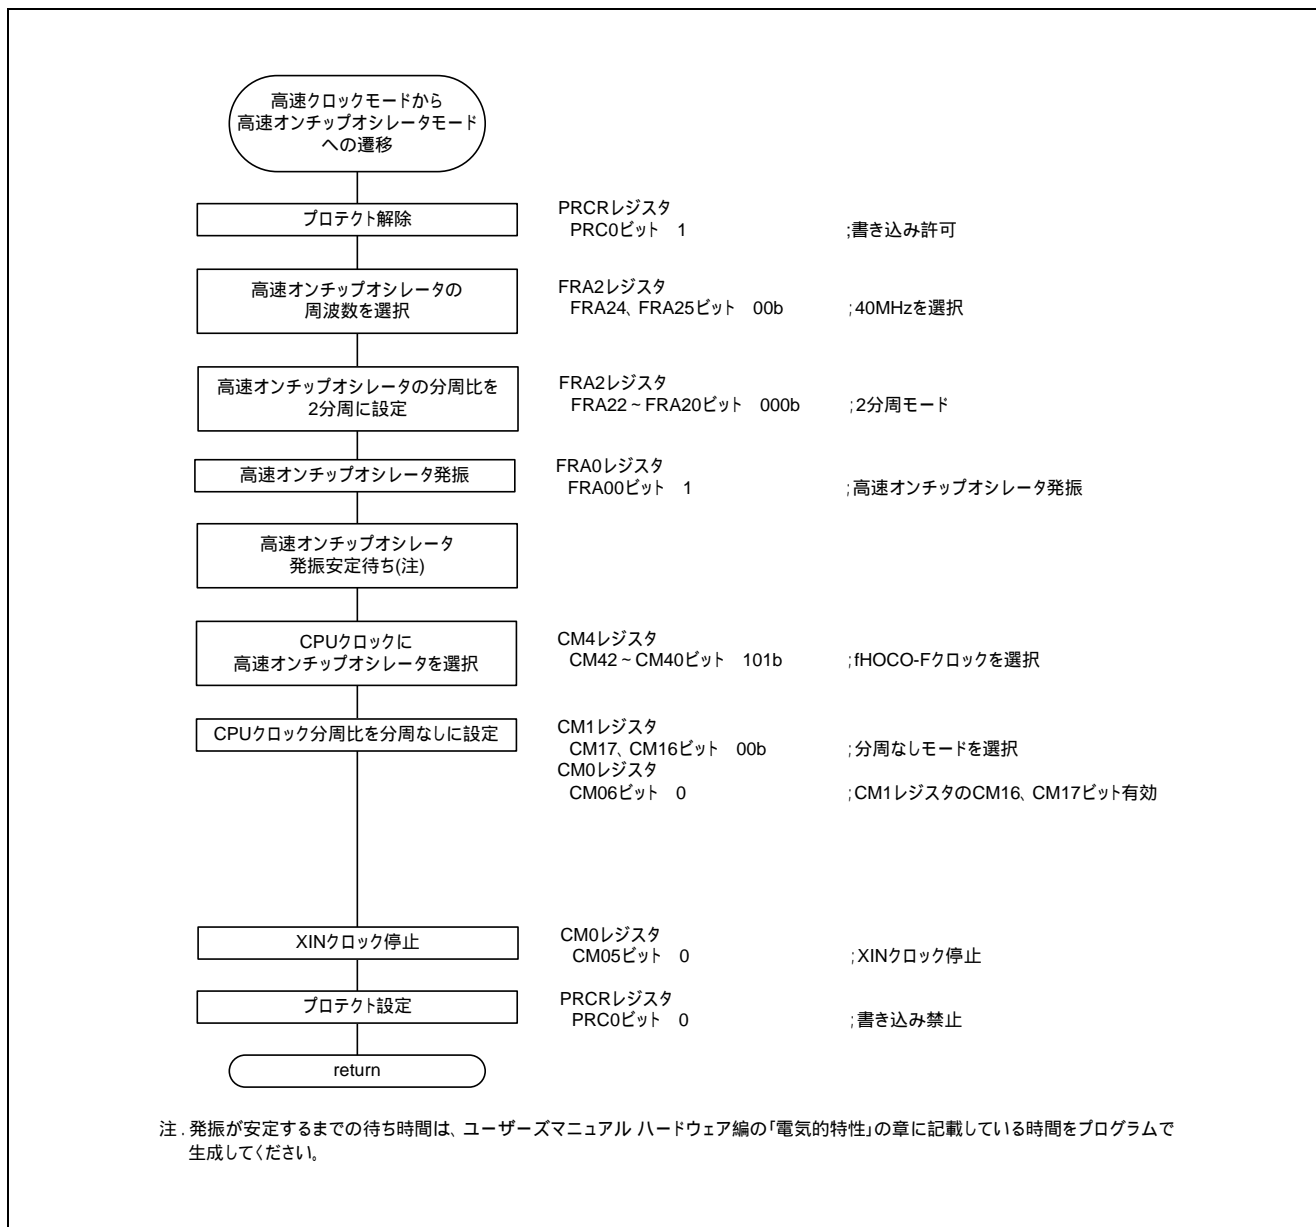 高速クロックモードから
高速オンチップオシレータモード
への遷移
プロテクト解除
PRCRレジスタ
PRC0ビット 1 ;書き込み許可
高速オンチップオシレータの
周波数を選択
FRA2レジスタ
FRA24、FRA25ビット 00b ;40MHzを選択
高速オンチップオシレータの分周比を
2分周に設定
FRA2レジスタ
FRA22~FRA20ビット 000b ;2分周モード
高速オンチップオシレータ発振
FRA0レジスタ
FRA00ビット 1 ;高速オンチップオシレータ発振
高速オンチップオシレータ
発振安定待ち(注)
CPUクロックに
高速オンチップオシレータを選択
CM4レジスタ
CM42~CM40ビット 101b ;fHOCO-Fクロックを選択
CPUクロック分周比を分周なしに設定
CM1レジスタ
CM17、CM16ビット 00b ;分周なしモードを選択
CM0レジスタ
CM06ビット 0 ;CM1レジスタのCM16、CM17ビット有効
XINクロック停止
CM0レジスタ
CM05ビット 0 ;XINクロック停止
プロテクト設定
PRCRレジスタ
PRC0ビット 0 ;書き込み禁止
return
注.発振が安定するまでの待ち時間は、ユーザーズマニュアル ハードウェア編の「電気的特性」の章に記載している時間をプログラムで
生成してください。